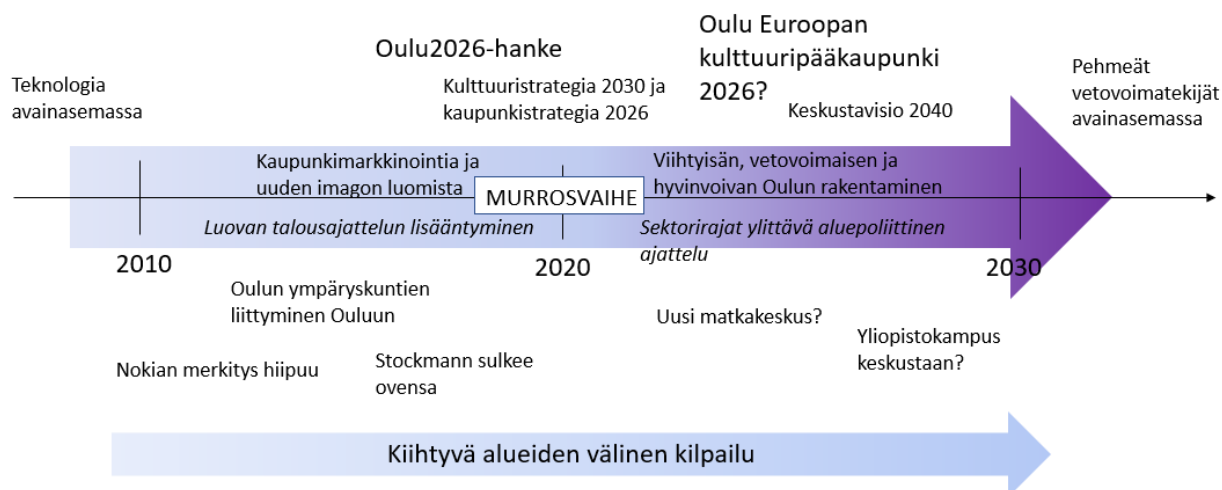 Oulu2026-hanke
Oulu Euroopan
kulttuuripääkaupunki
2026?
Teknologia
avainasemassa
Kulttuuristrategia 2030 ja
kaupunkistrategia 2026
Keskustavisio 2040
Pehmeät
vetovoimatekijät
avainasemassa
Kaupunkimarkkinointia ja
uuden imagon luomista
Viihtyisän, vetovoimaisen ja
hyvinvoivan Oulun rakentaminen
MURROSVAIHE
Luovan talousajattelun lisääntyminen
Sektorirajat ylittävä aluepoliittinen
ajattelu
2010
2020
2030
Oulun ympäryskuntien
liittyminen Ouluun
Uusi matkakeskus?
Yliopistokampus
keskustaan?
Nokian merkitys hiipuu
Stockmann sulkee
ovensa
Kiihtyvä alueiden välinen kilpailu